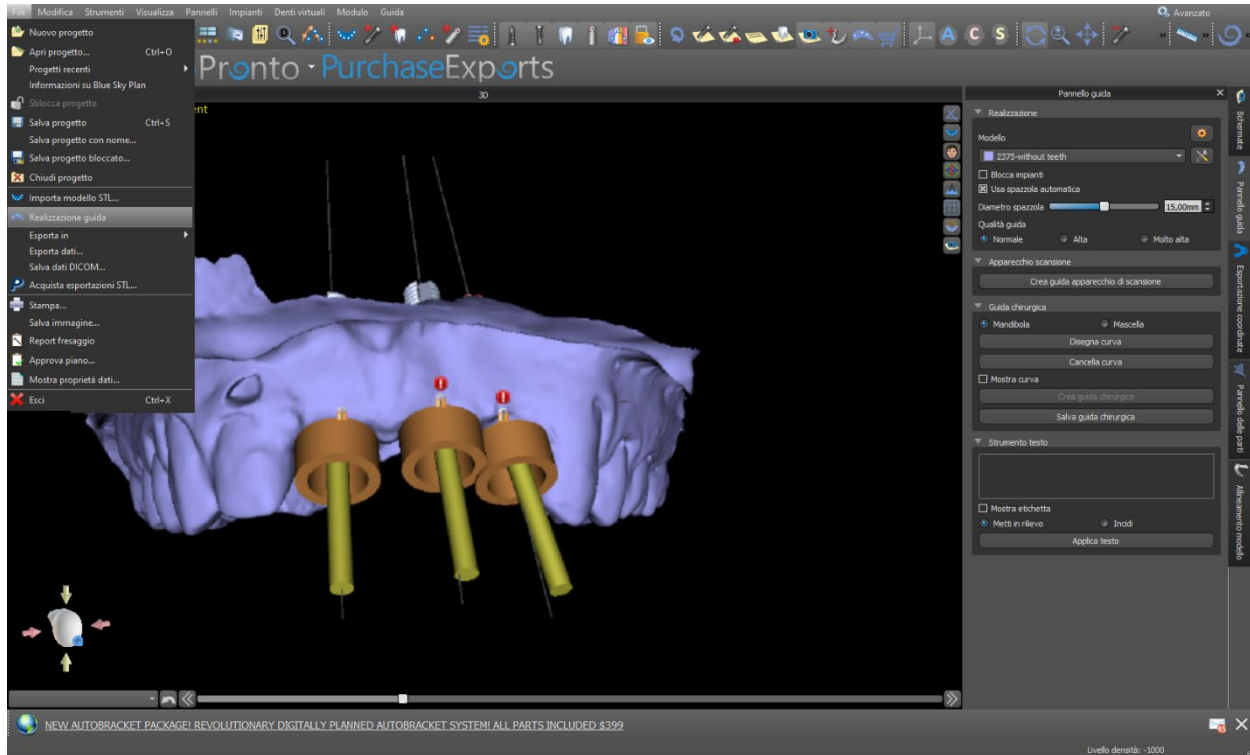 File Modifica Strumenti Visualizza Pannelli Impianti Denti virtuali Modulo Guida
Avanzato
Pronto · PurchaseExports
Nuovo progetto
Apri progetto... Ctrl+O
Progetti recenti
Informazioni su Blue Sky Plan
Sblocca progetto
Salva progetto Ctrl+S
Salva progetto con nome...
Salva progetto bloccato...
Chiudi progetto
Importa modello STL...
Realizzazione guida
Esporta in
Esporta dati...
Salva dati DICOM...
Acquista esportazioni STL...
Stampa...
Salva immagine...
Report fresaggio
Approva piano...
Mostra proprietà dati...
Esci Ctrl+X
3D
Pannello guida
Realizzazione
Modello
2375-without teeth
Blocca impianti
Usa spazzola automatica
Diametro spazzola 15,00mm
Qualità guida
Normale Alta Molto alta
Apparecchio scansione
Crea guida apparecchio di scansione
Guida chirurgica
Mandibola Mascella
Disegna curva
Cancella curva
Mostra curva
Crea guida chirurgica
Salva guida chirurgica
Strumento testo
Mostra etichetta
Metti in rilievo Incidi
Applica testo
Schermate
Pannello guida
Esportazione coordinate
Pannello delle parti
Allineamento modello
NEW AUTOBRACKET PACKAGE! REVOLUTIONARY DIGITALLY PLANNED AUTOBRACKET SYSTEM! ALL PARTS INCLUDED $399
Livello densità: -1000